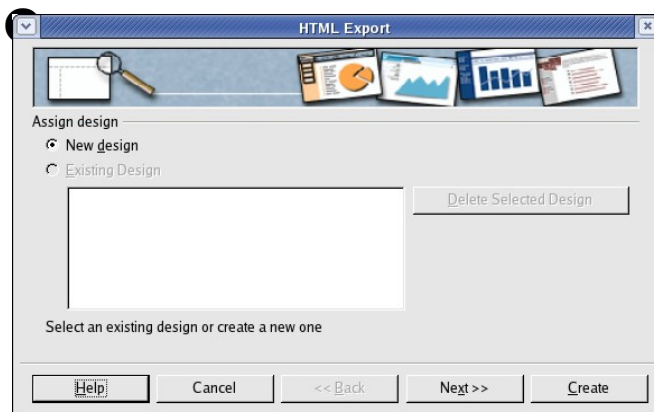 HTML Export
Assign design
New design
Existing Design
Delete Selected Design
Select an existing design or create a new one
Help
Cancel
<< Back
Next >>
Create